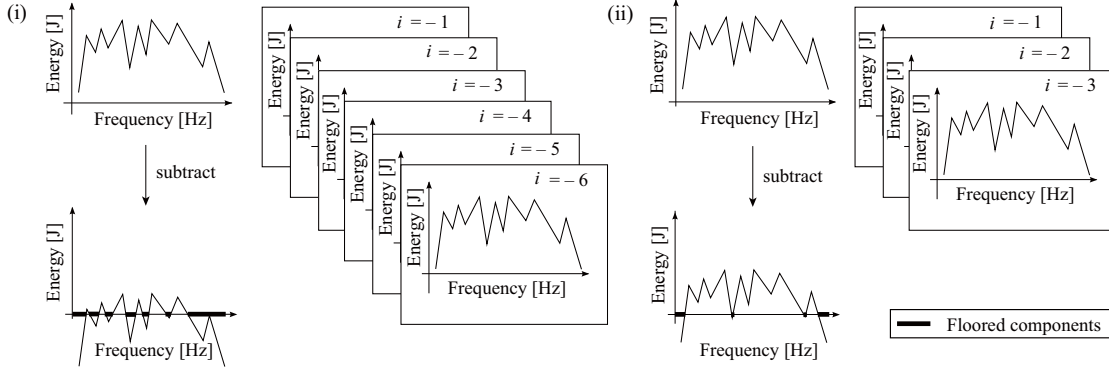 (i)
Energy [J]
Frequency [Hz]
subtract
Energy [J]
Frequency [Hz]
Energy [J]
i = − 1
Energy [J]
i = − 2
Energy [J]
i = − 3
Energy [J]
i = − 4
Energy [J]
i = − 5
Energy [J]
i = − 6
Frequency [Hz]
(ii)
Energy [J]
Frequency [Hz]
subtract
Energy [J]
Frequency [Hz]
Energy [J]
i = − 1
Energy [J]
i = − 2
Energy [J]
i = − 3
Frequency [Hz]
Floored components